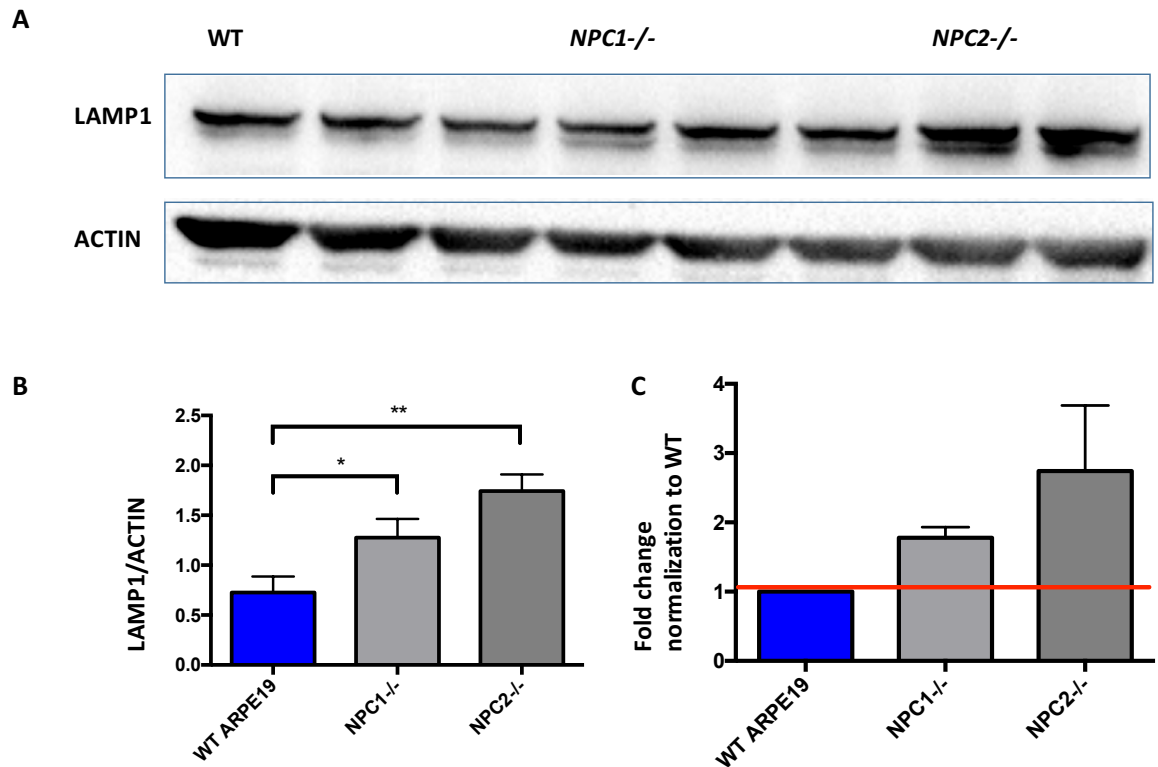 A
WT NPC1-/- NPC2-/-
LAMP1
ACTIN
B
LAMP1/ACTIN
2.5
2.0
1.5
1.0
0.5
0.0
**
*
WT ARPE19
NPC1-/-
NPC2-/-
C
Fold change
normalization to WT
4
3
2
1
0
WT ARPE19
NPC1-/-
NPC2-/-